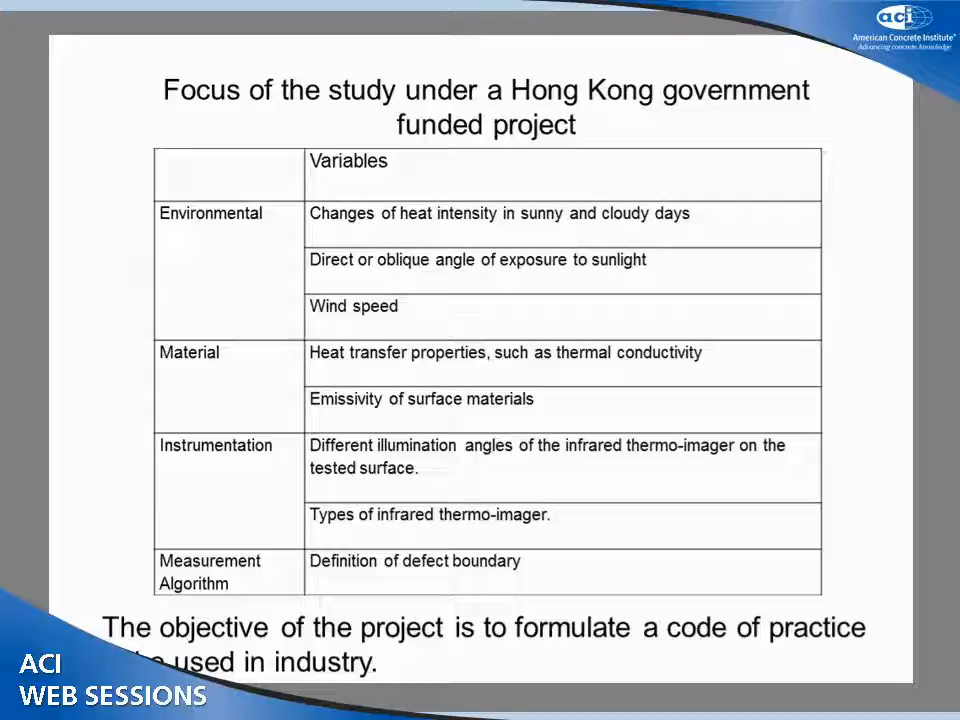 aci
American Concrete Institute®
Advancing concrete knowledge
Focus of the study under a Hong Kong government
funded project
Variables
Environmental
Changes of heat intensity in sunny and cloudy days
Direct or oblique angle of exposure to sunlight
Wind speed
Material
Heat transfer properties, such as thermal conductivity
Emissivity of surface materials
Instrumentation
Different illumination angles of the infrared thermo-imager on the
tested surface.
Types of infrared thermo-imager.
Measurement
Algorithm
Definition of defect boundary
The objective of the project is to formulate a code of practice
used in industry.
ACI
WEB SESSIONS